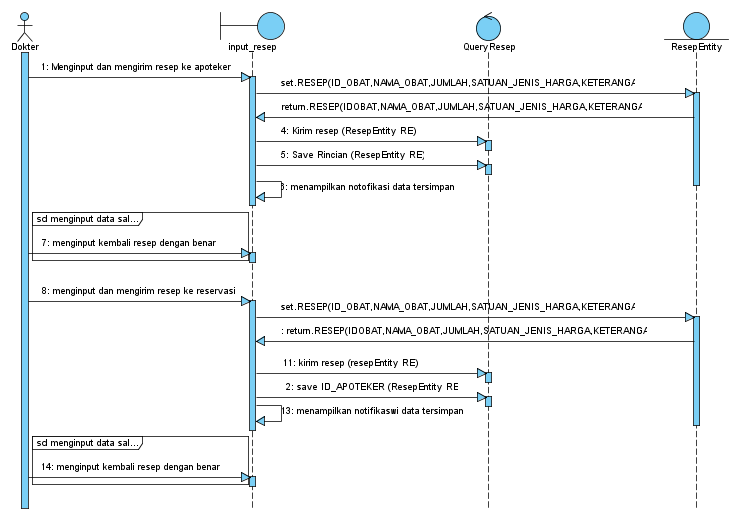 Dokter
input_resep
Query Resep
Resep Entity
1: Menginput dan mengirim resep ke apoteker
set.RESEP(ID_OBAT,NAMA_OBAT,JUMLAH,SATUAN_JENIS_HARGA,KETERANGA
return.RESEP(IDOBAT,NAMA_OBAT,JUMLAH,SATUAN_JENIS_HARGA,KETERANGA
4: Kirim resep (ResepEntity RE)
5: Save Rincian (ResepEntity RE)
: menampilkan notofikasi data tersimpan
sd menginput data sal...
7: menginput kembali resep dengan benar
8: menginput dan mengirim resep ke reservasi
set.RESEP(ID_OBAT,NAMA_OBAT,JUMLAH,SATUAN_JENIS_HARGA,KETERANGA
: return.RESEP(IDOBAT,NAMA_OBAT,JUMLAH,SATUAN_JENIS_HARGA,KETERANGA
11: kirim resep (resepEntity RE)
2: save ID_APOTEKER (ResepEntity RE
13: menampilkan notifikaswi data tersimpan
sd menginput data sal...
14: menginput kembali resep dengan benar